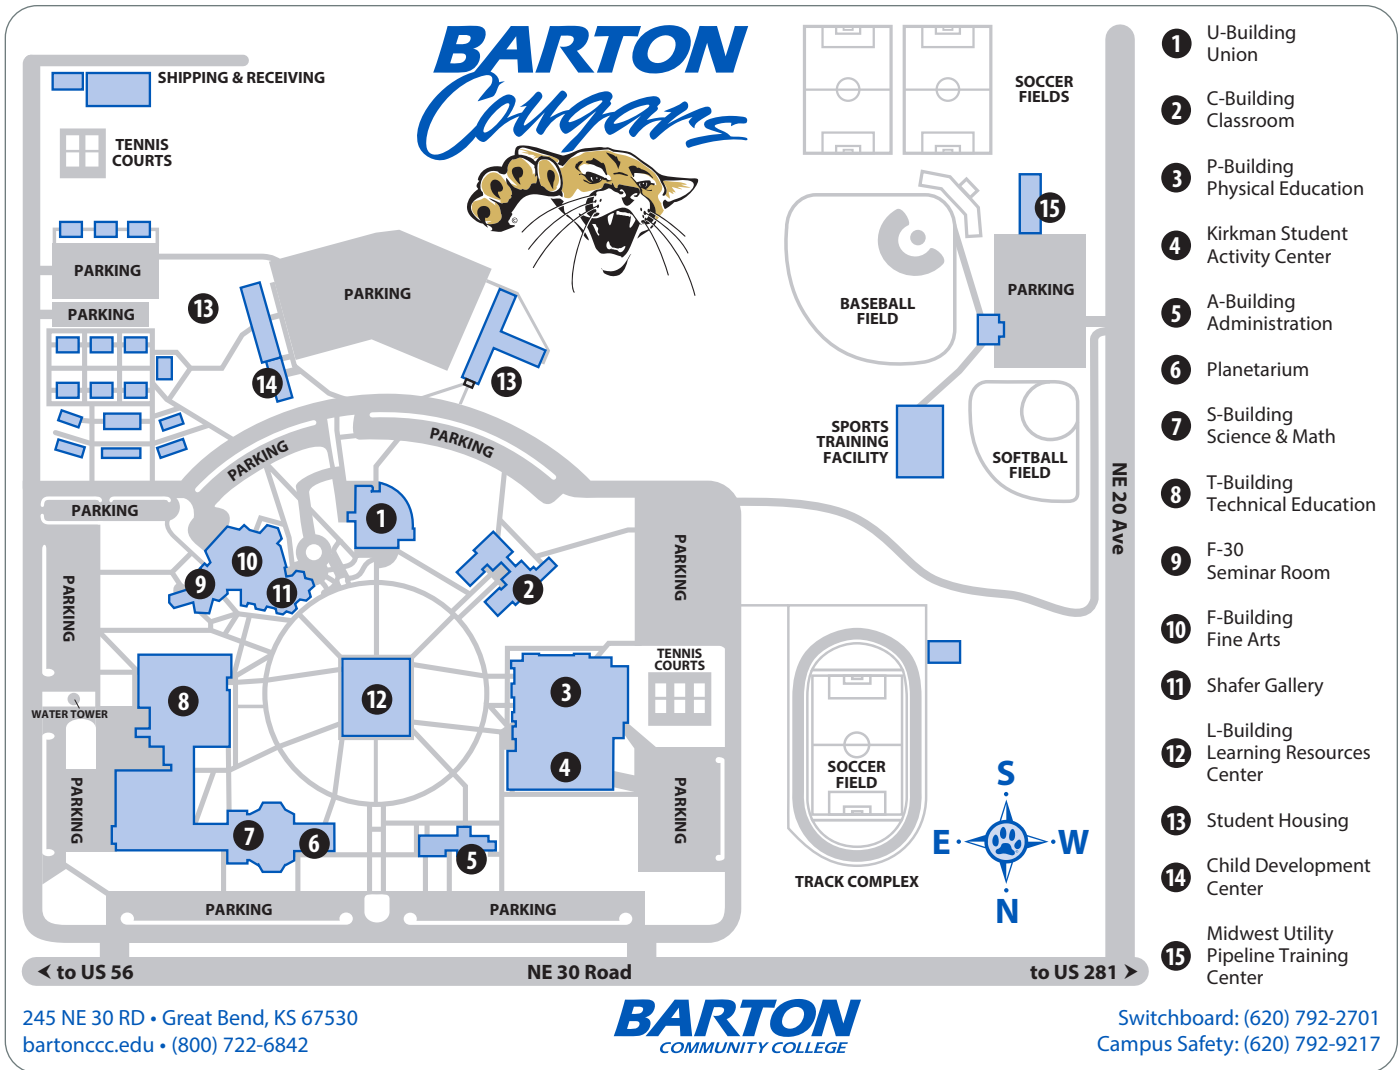 BARTON
Cougars
©
SHIPPING & RECEIVING
TENNIS
COURTS
SOCCER
FIELDS
15
PARKING
PARKING
PARKING
PARKING
13
14
13
BASEBALL
FIELD
SPORTS
TRAINING
FACILITY
SOFTBALL
FIELD
NE 20 Ave
PARKING
PARKING
PARKING
PARKING
PARKING
1
10
9
11
2
TENNIS
COURTS
WATER TOWER
8
12
3
4
PARKING
PARKING
7
6
5
SOCCER
FIELD
TRACK COMPLEX
PARKING
PARKING
S
E
W
N
to US 56
NE 30 Road
to US 281
1 U-Building
Union
2 C-Building
Classroom
3 P-Building
Physical Education
4 Kirkman Student
Activity Center
5 A-Building
Administration
6 Planetarium
7 S-Building
Science & Math
8 T-Building
Technical Education
9 F-30
Seminar Room
10 F-Building
Fine Arts
11 Shafer Gallery
12 L-Building
Learning Resources
Center
13 Student Housing
14 Child Development
Center
15 Midwest Utility
Pipeline Training
Center
245 NE 30 RD • Great Bend, KS 67530
bartonccc.edu • (800) 722-6842
BARTON
COMMUNITY COLLEGE
Switchboard: (620) 792-2701
Campus Safety: (620) 792-9217